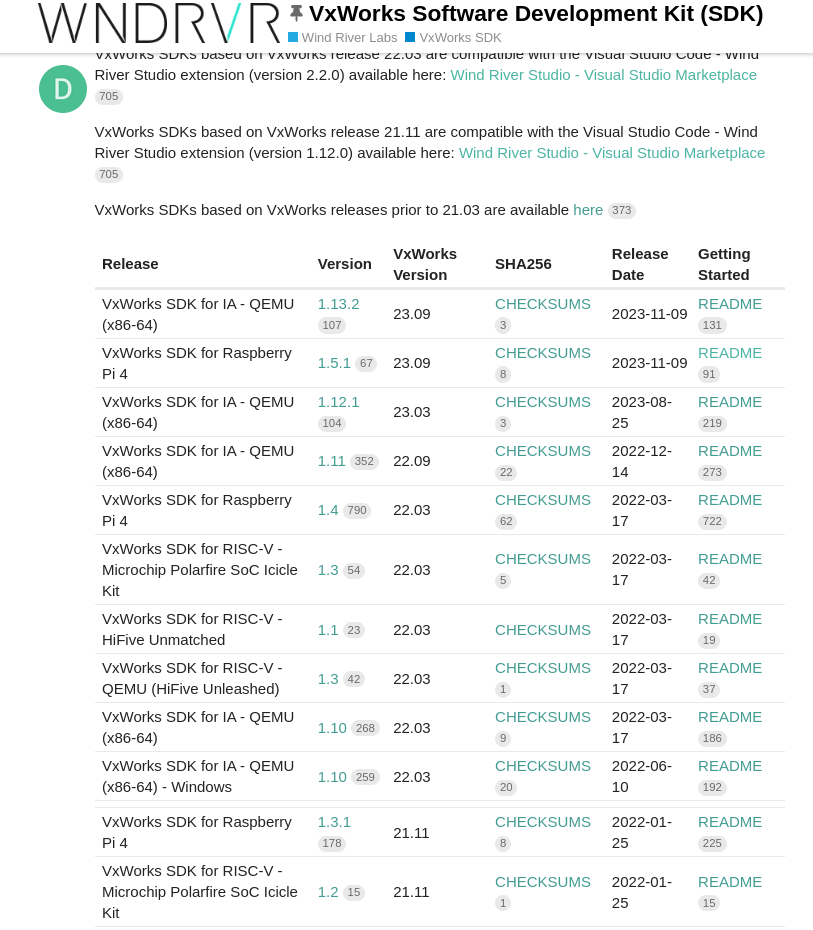 WNDRVR
VxWorks Software Development Kit (SDK)
Wind River Labs VxWorks SDK
VxWorks SDKs based on VxWorks release 22.03 are compatible with the Visual Studio Code - Wind
River Studio extension (version 2.2.0) available here: Wind River Studio - Visual Studio Marketplace
705
D
VxWorks SDKs based on VxWorks release 21.11 are compatible with the Visual Studio Code - Wind
River Studio extension (version 1.12.0) available here: Wind River Studio - Visual Studio Marketplace
705
VxWorks SDKs based on VxWorks releases prior to 21.03 are available here 373
Release Version VxWorks Version SHA256 Release Date Getting Started
VxWorks SDK for IA - QEMU (x86-64) 1.13.2 107 23.09 CHECKSUMS 3 2023-11-09 README 131
VxWorks SDK for Raspberry Pi 4 1.5.1 67 23.09 CHECKSUMS 8 2023-11-09 README 91
VxWorks SDK for IA - QEMU (x86-64) 1.12.1 104 23.03 CHECKSUMS 3 2023-08-25 README 219
VxWorks SDK for IA - QEMU (x86-64) 1.11 352 22.09 CHECKSUMS 22 2022-12-14 README 273
VxWorks SDK for Raspberry Pi 4 1.4 790 22.03 CHECKSUMS 62 2022-03-17 README 722
VxWorks SDK for RISC-V - Microchip Polarfire SoC Icicle Kit 1.3 54 22.03 CHECKSUMS 5 2022-03-17 README 42
VxWorks SDK for RISC-V - HiFive Unmatched 1.1 23 22.03 CHECKSUMS 2022-03-17 README 19
VxWorks SDK for RISC-V - QEMU (HiFive Unleashed) 1.3 42 22.03 CHECKSUMS 1 2022-03-17 README 37
VxWorks SDK for IA - QEMU (x86-64) 1.10 268 22.03 CHECKSUMS 9 2022-03-17 README 186
VxWorks SDK for IA - QEMU (x86-64) - Windows 1.10 259 22.03 CHECKSUMS 20 2022-06-10 README 192
VxWorks SDK for Raspberry Pi 4 1.3.1 178 21.11 CHECKSUMS 8 2022-01-25 README 225
VxWorks SDK for RISC-V - Microchip Polarfire SoC Icicle Kit 1.2 15 21.11 CHECKSUMS 1 2022-01-25 README 15